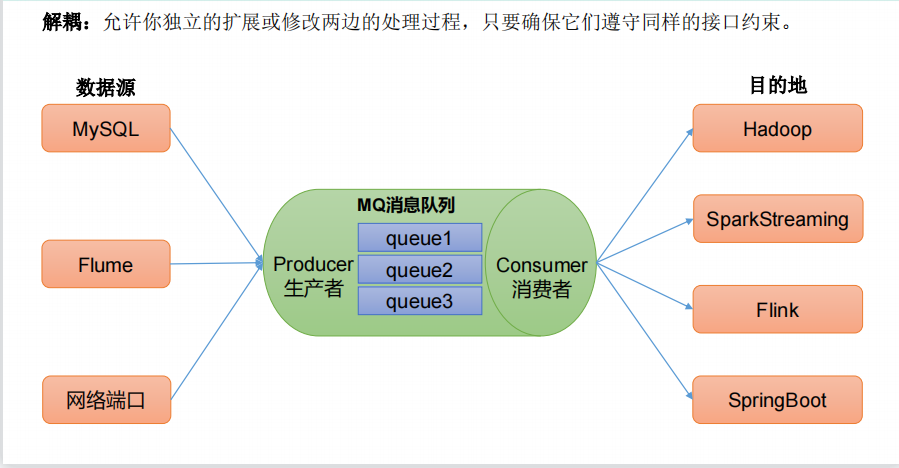 解耦：允许你独立的扩展或修改两边的处理过程，只要确保它们遵守同样的接口约束。
数据源
目的地
MySQL
Hadoop
MQ消息队列
SparkStreaming
queue1
Flume
Producer
生产者
queue2
Consumer
消费者
queue3
Flink
网络端口
SpringBoot